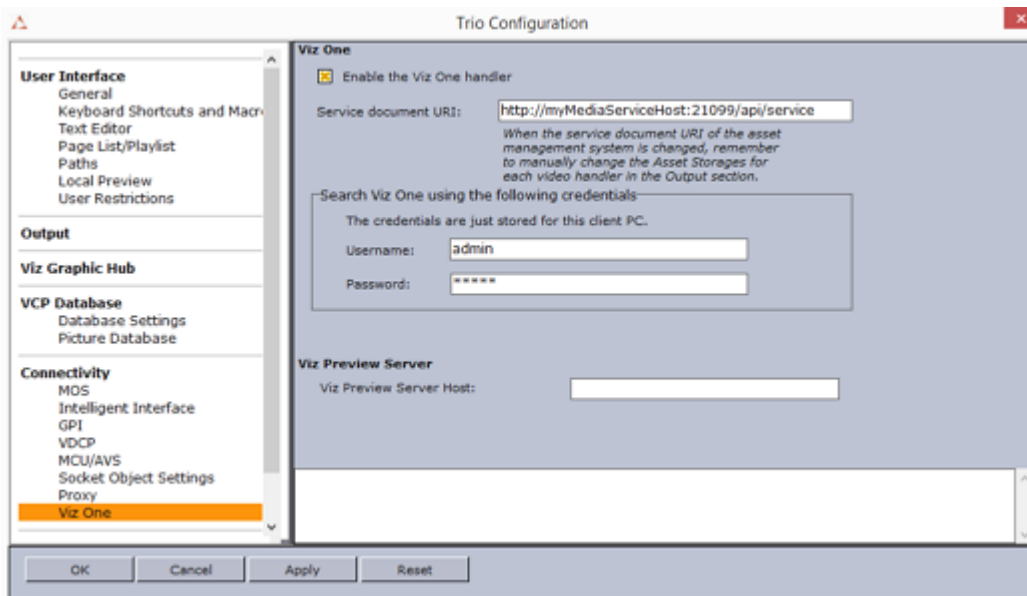 Trio Configuration
User Interface
General
Keyboard Shortcuts and Macr
Text Editor
Page List/Playlist
Paths
Local Preview
User Restrictions
Output
Viz Graphic Hub
VCP Database
Database Settings
Picture Database
Connectivity
MOS
Intelligent Interface
GPI
VDCP
MCU/AVS
Socket Object Settings
Proxy
Viz One
Viz One
Enable the Viz One handler
Service document URI: http://myMediaServiceHost:21099/api/service
When the service document URI of the asset
management system is changed, remember
to manually change the Asset Storages for
each video handler in the Output section.
Search Viz One using the following credentials
The credentials are just stored for this client PC.
Username: admin
Password: *****
Viz Preview Server
Viz Preview Server Host:
OK Cancel Apply Reset